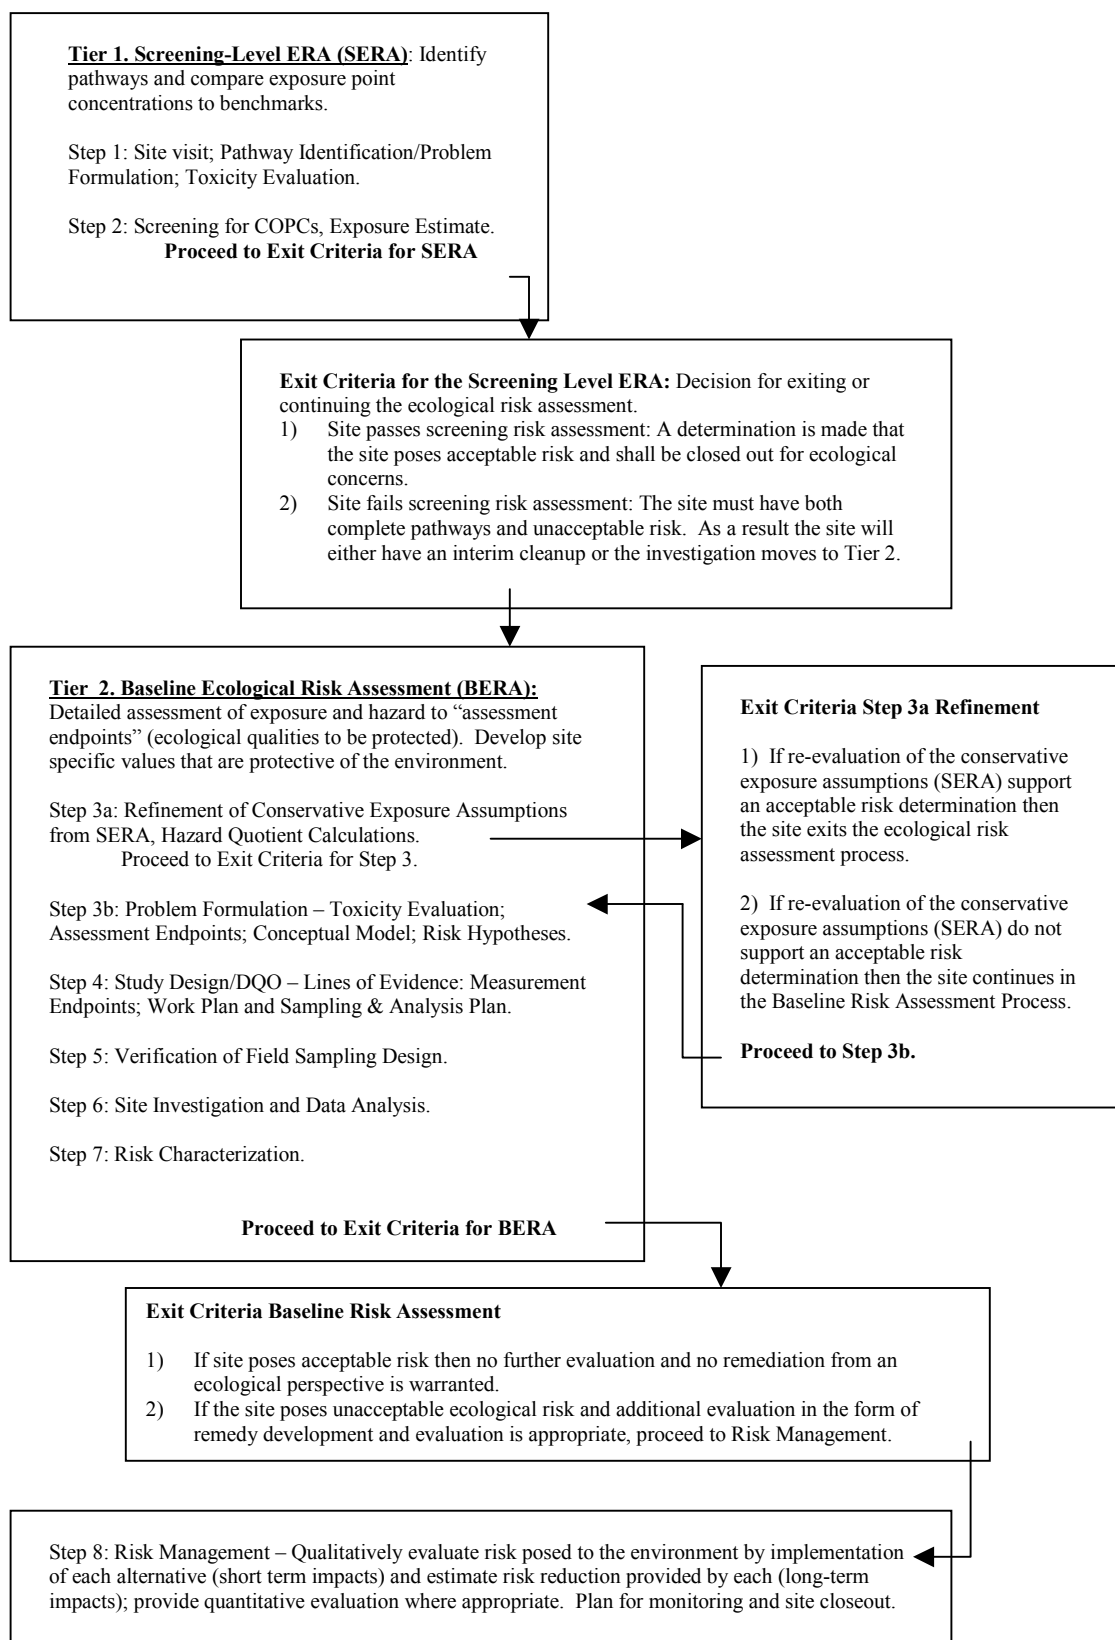 Tier 1. Screening-Level ERA (SERA): Identify
pathways and compare exposure point
concentrations to benchmarks.
Step 1: Site visit; Pathway Identification/Problem
Formulation; Toxicity Evaluation.
Step 2: Screening for COPCs, Exposure Estimate.
Proceed to Exit Criteria for SERA
Exit Criteria for the Screening Level ERA: Decision for exiting or
continuing the ecological risk assessment.
1) Site passes screening risk assessment: A determination is made that
the site poses acceptable risk and shall be closed out for ecological
concerns.
2) Site fails screening risk assessment: The site must have both
complete pathways and unacceptable risk. As a result the site will
either have an interim cleanup or the investigation moves to Tier 2.
Tier 2. Baseline Ecological Risk Assessment (BERA):
Detailed assessment of exposure and hazard to “assessment
endpoints” (ecological qualities to be protected). Develop site
specific values that are protective of the environment.
Step 3a: Refinement of Conservative Exposure Assumptions
from SERA, Hazard Quotient Calculations.
Proceed to Exit Criteria for Step 3.
Step 3b: Problem Formulation – Toxicity Evaluation;
Assessment Endpoints; Conceptual Model; Risk Hypotheses.
Step 4: Study Design/DQO – Lines of Evidence: Measurement
Endpoints; Work Plan and Sampling & Analysis Plan.
Step 5: Verification of Field Sampling Design.
Step 6: Site Investigation and Data Analysis.
Step 7: Risk Characterization.
Proceed to Exit Criteria for BERA
Exit Criteria Step 3a Refinement
1) If re-evaluation of the conservative
exposure assumptions (SERA) support
an acceptable risk determination then
the site exits the ecological risk
assessment process.
2) If re-evaluation of the conservative
exposure assumptions (SERA) do not
support an acceptable risk
determination then the site continues in
the Baseline Risk Assessment Process.
Proceed to Step 3b.
Exit Criteria Baseline Risk Assessment
1) If site poses acceptable risk then no further evaluation and no remediation from an
ecological perspective is warranted.
2) If the site poses unacceptable ecological risk and additional evaluation in the form of
remedy development and evaluation is appropriate, proceed to Risk Management.
Step 8: Risk Management – Qualitatively evaluate risk posed to the environment by implementation
of each alternative (short term impacts) and estimate risk reduction provided by each (long-term
impacts); provide quantitative evaluation where appropriate. Plan for monitoring and site closeout.